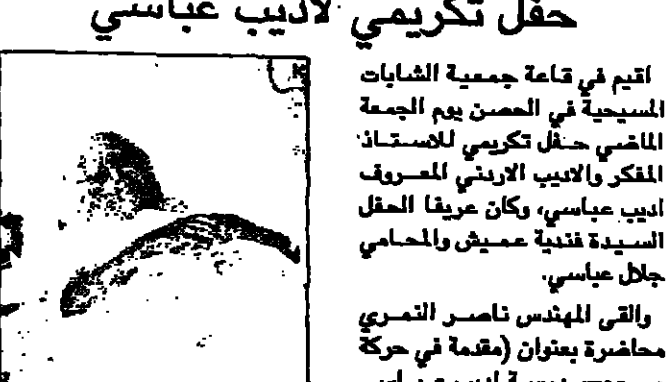 حفل تكريمي لاديب عباسي
اقيم في قاعة جمعية الشابات
المسيحية في الحصن يوم الجمعة
الماضي حفل تكريمي للاستاذ
المفكر والاديب الاردني المعروف
اديب عباسي، وكان عريفا الحفل
السيدة فندية عميش والمحامي
جلال عباسي.
والقى المهندس ناصر النمري
محاضرة بعنوان (مقدمة في حركة